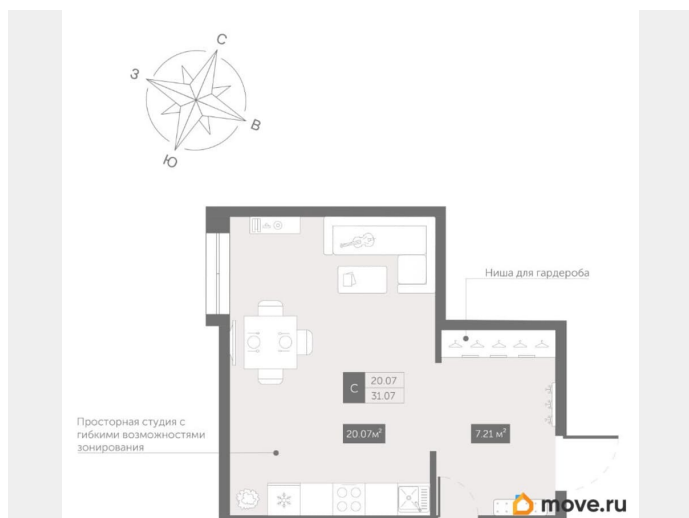 С
З
В
Ю
Ниша для гардероба
С
20.07
31.07
Просторная студия с
гибкими возможностями
зонирования
20.07м²
7.21 м²
move.ru